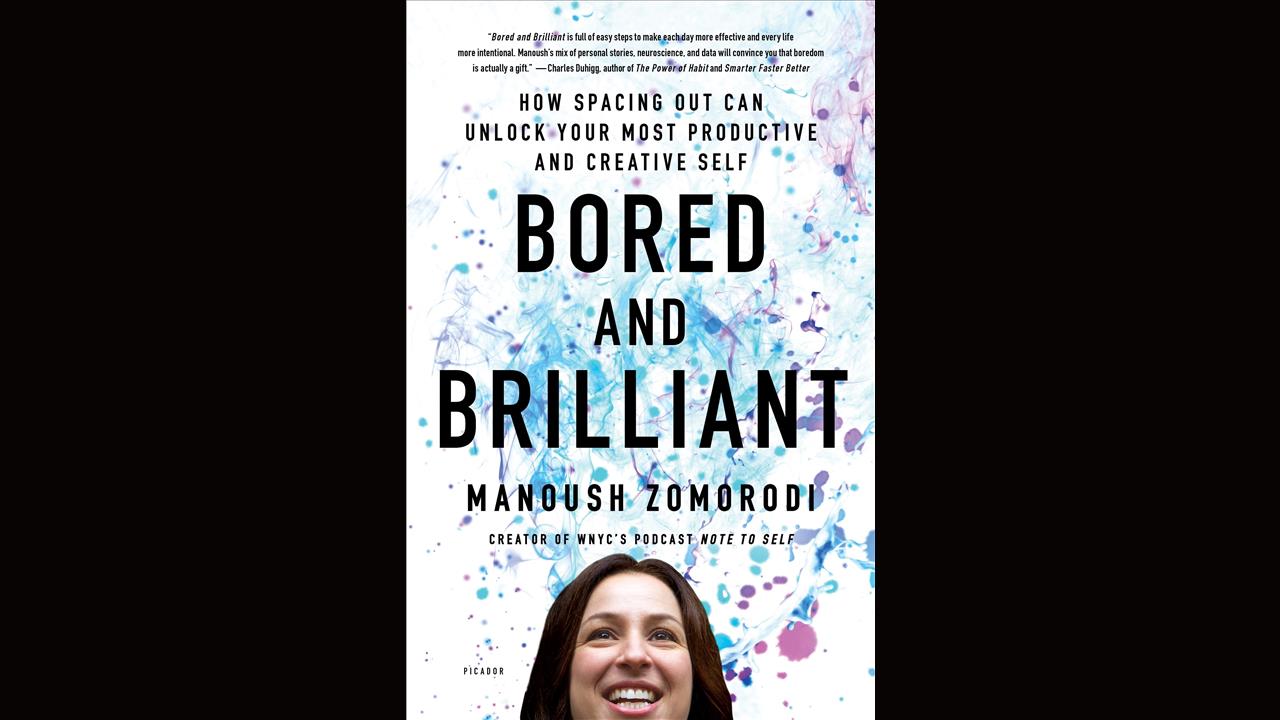 "Bored and Brilliant is full of easy steps to make each day more effective and every life
more intentional. Manoush's mix of personal stories, neuroscience, and data will convince you that boredom
is actually a gift." —Charles Duhigg, author of The Power of Habit and Smarter Faster Better
HOW SPACING OUT CAN
UNLOCK YOUR MOST PRODUCTIVE
AND CREATIVE SELF
BORED
AND
BRILLIANT
MANOUSH ZOMORODI
CREATOR OF WNYC'S PODCAST NOTE TO SELF
PICADOR